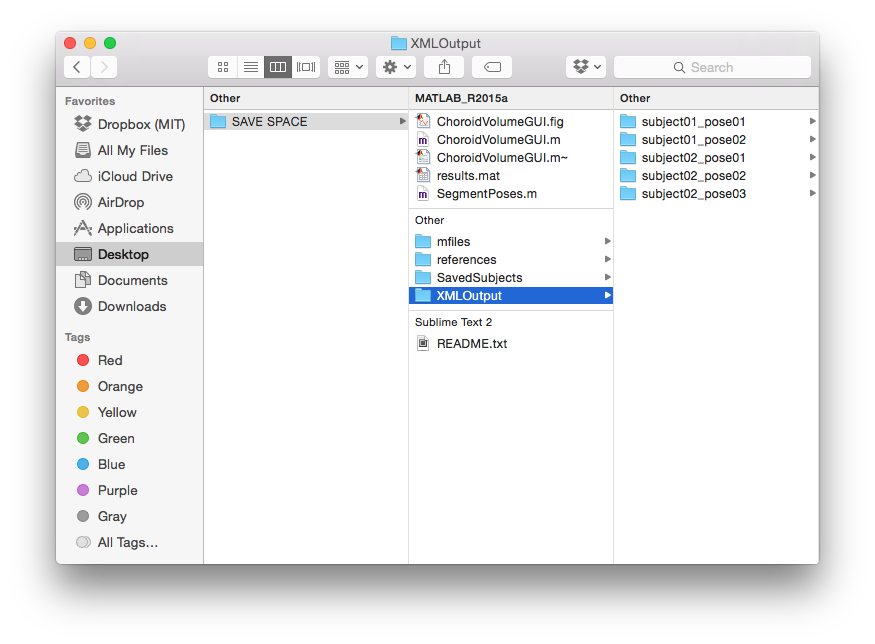 XMLOutput
Search
Favorites
Dropbox (MIT)
All My Files
iCloud Drive
AirDrop
Applications
Desktop
Documents
Downloads
Tags
Red
Orange
Yellow
Green
Blue
Purple
Gray
All Tags...
Other
SAVE SPACE
MATLAB_R2015a
ChoroidVolumeGUI.fig
ChoroidVolumeGUI.m
ChoroidVolumeGUI.m~
results.mat
SegmentPoses.m
Other
mfiles
references
SavedSubjects
XMLOutput
Sublime Text 2
README.txt
Other
subject01_pose01
subject01_pose02
subject02_pose01
subject02_pose02
subject02_pose03